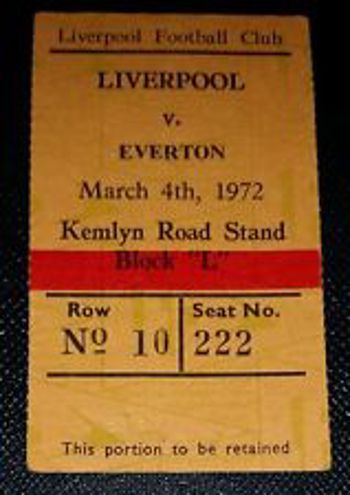 Liverpool Football Club
LIVERPOOL
v.
EVERTON
March 4th, 1972
Kemlyn Road Stand
Block "L"
Row Seat No.
Nº 10 222
This portion to be retained